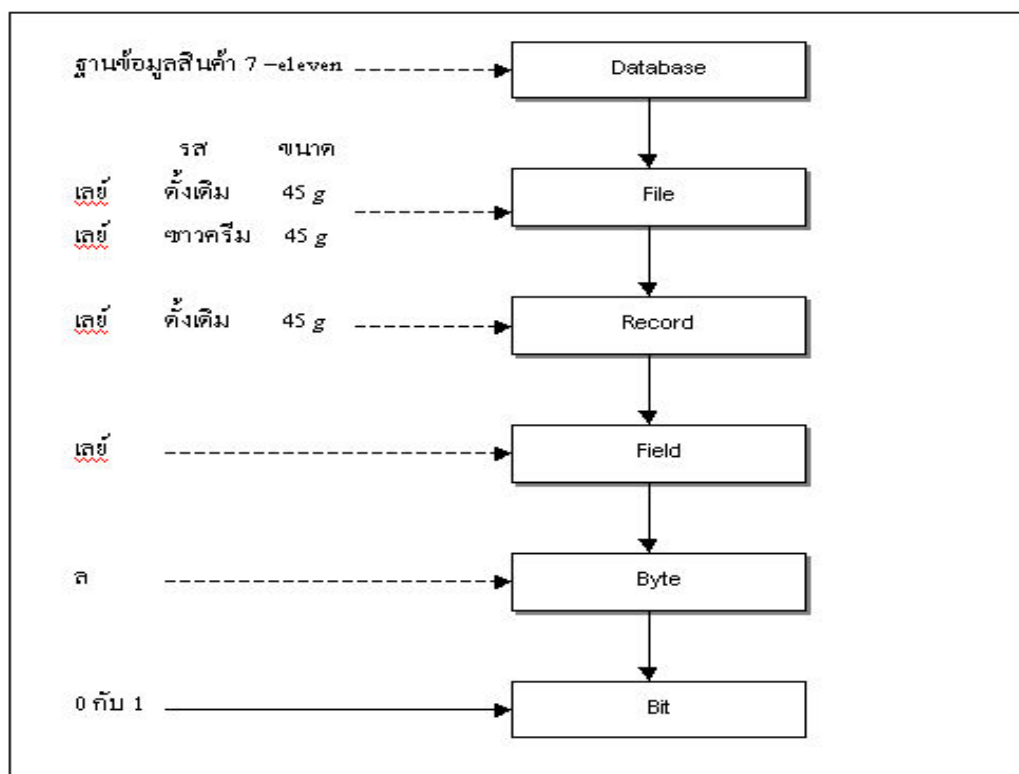 ฐานข้อมูลสินค้า 7 -eleven Database
รส ขนาด
เลย์ ดั้งเดิม 45 g
File
เลย์ ซาวครีม 45 g
เลย์ ดั้งเดิม 45 g Record
เลย์ Field
ล Byte
0 กับ 1 Bit